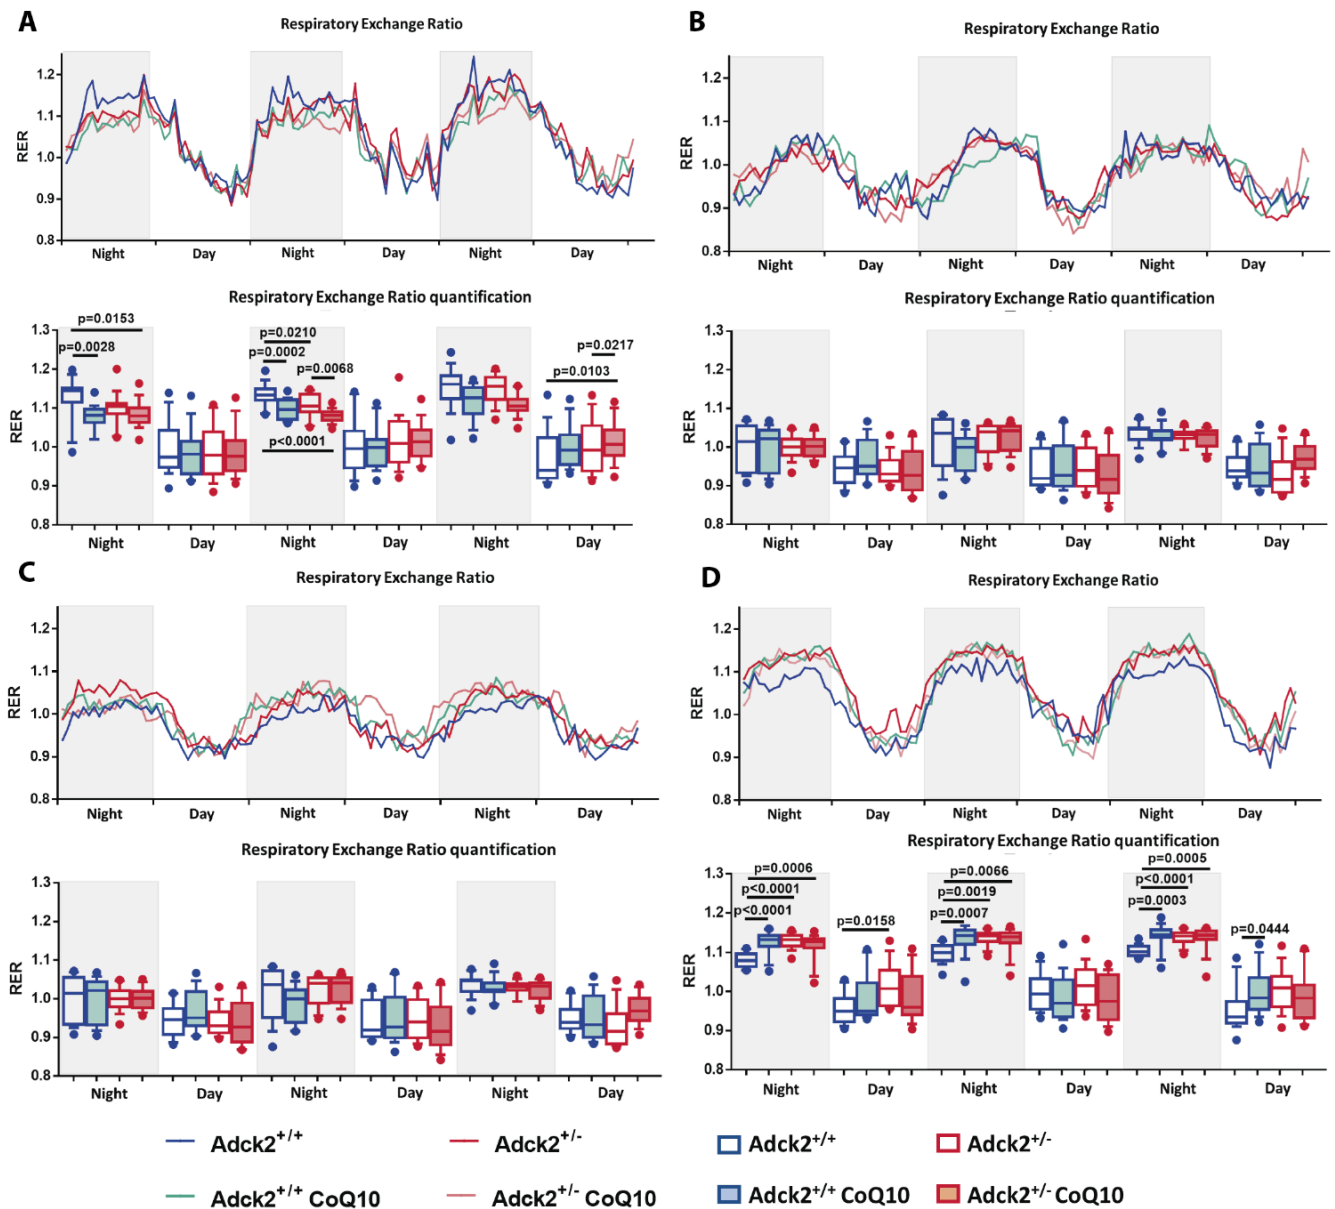 A
Respiratory Exchange Ratio
1.2
1.1
1.0
0.9
0.8
RER
Night Day Night Day Night Day
Respiratory Exchange Ratio quantification
1.3
1.2
1.1
1.0
0.9
0.8
RER
p=0.0153
p=0.0028
p=0.0210
p=0.0002
p=0.0068
p<0.0001
p=0.0217
p=0.0103
Night Day Night Day Night Day
B
Respiratory Exchange Ratio
1.2
1.1
1.0
0.9
0.8
RER
Night Day Night Day Night Day
Respiratory Exchange Ratio quantification
1.3
1.2
1.1
1.0
0.9
0.8
RER
Night Day Night Day Night Day
C
Respiratory Exchange Ratio
1.2
1.1
1.0
0.9
0.8
RER
Night Day Night Day Night Day
Respiratory Exchange Ratio quantification
1.3
1.2
1.1
1.0
0.9
0.8
RER
Night Day Night Day Night Day
D
Respiratory Exchange Ratio
1.2
1.1
1.0
0.9
0.8
RER
Night Day Night Day Night Day
Respiratory Exchange Ratio quantification
1.3
1.2
1.1
1.0
0.9
0.8
RER
p=0.0006
p<0.0001
p<0.0001
p=0.0158
p=0.0066
p=0.0019
p=0.0007
p=0.0005
p<0.0001
p=0.0003
p=0.0444
Night Day Night Day Night Day
Adck2+/+ Adck2+/-
Adck2+/+ CoQ10 Adck2+/- CoQ10
Adck2+/+ Adck2+/-
Adck2+/+ CoQ10 Adck2+/- CoQ10